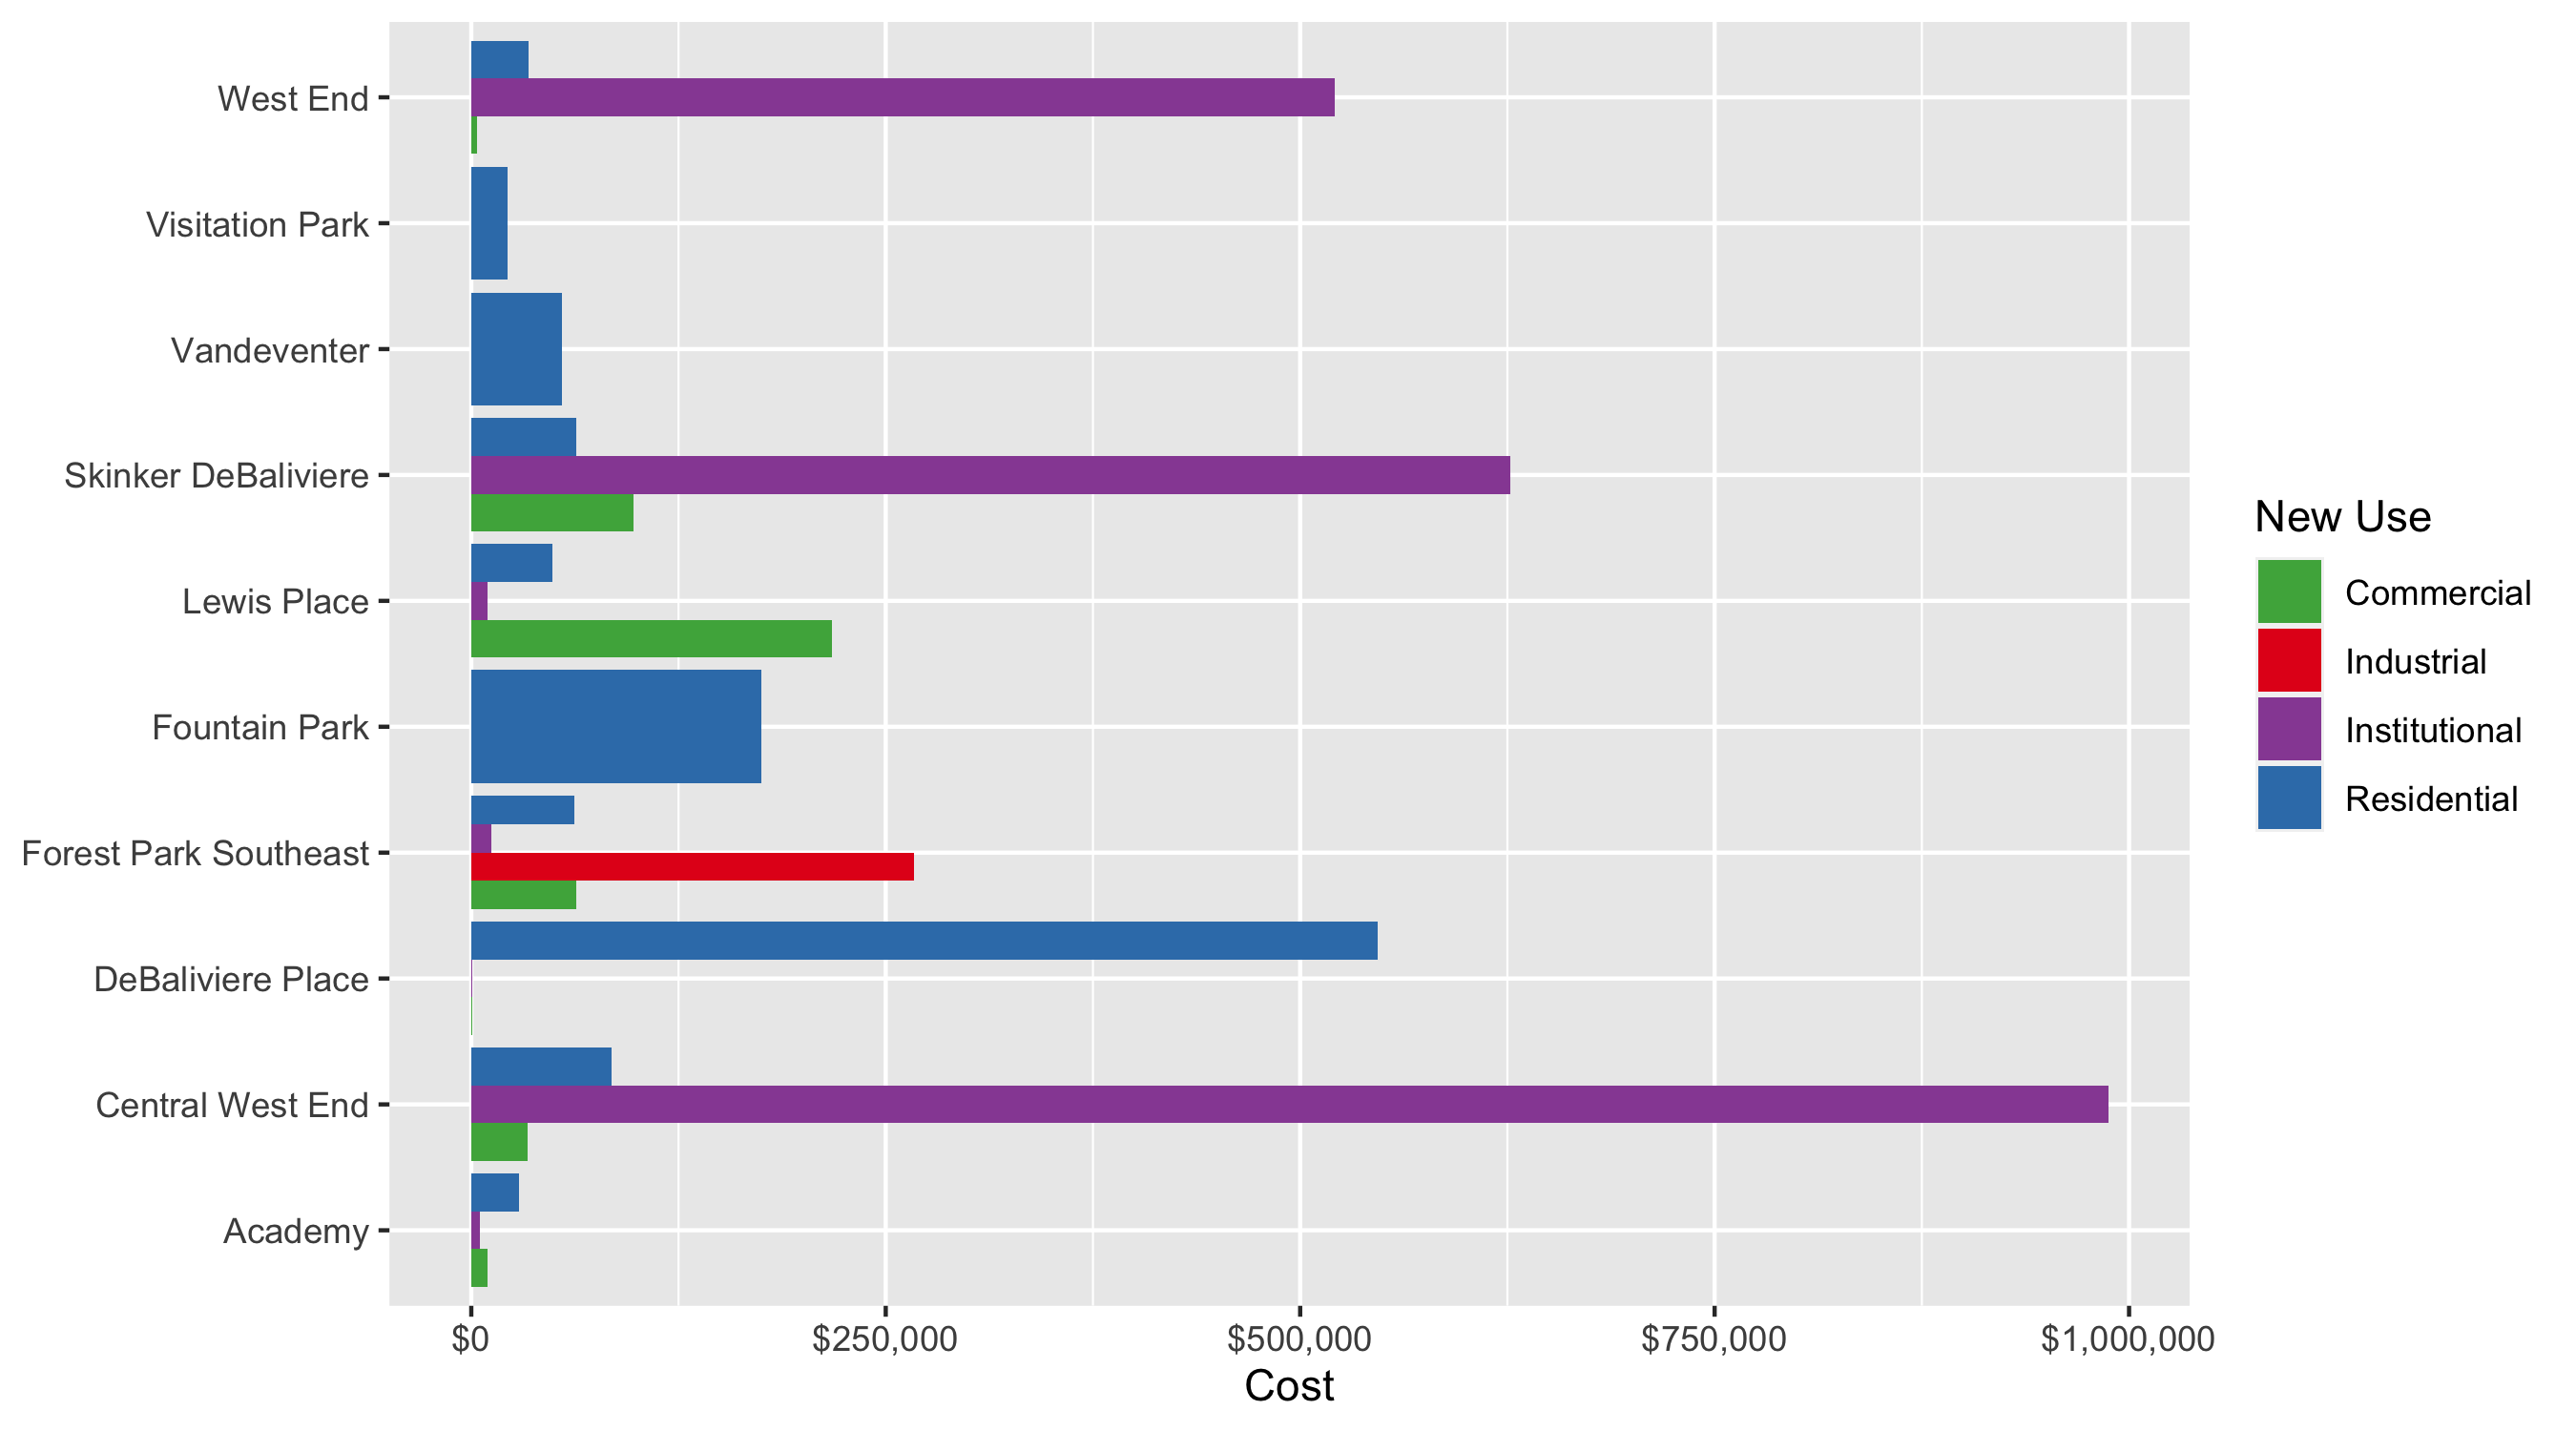 West End
Visitation Park
Vandeventer
Skinker DeBaliviere
Lewis Place
Fountain Park
Forest Park Southeast
DeBaliviere Place
Central West End
Academy
$0 $250,000 $500,000 $750,000 $1,000,000
Cost
New Use
Commercial
Industrial
Institutional
Residential